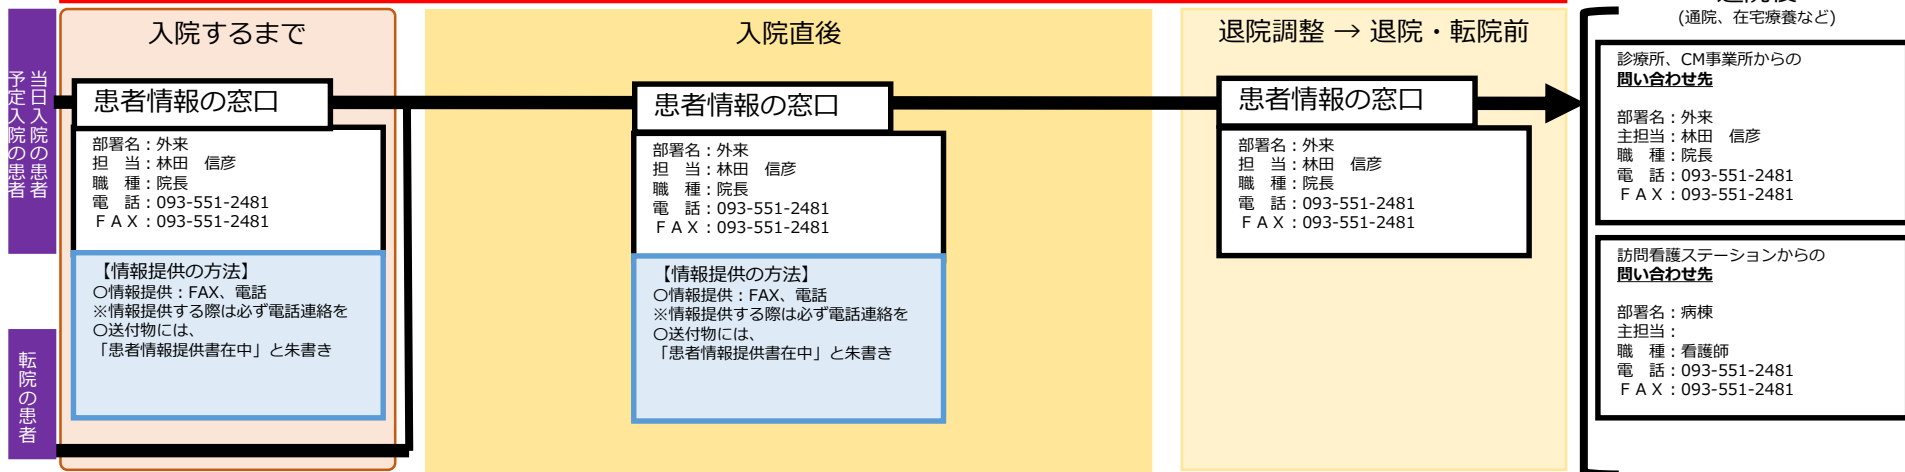 当日入院の患者
予定入院の患者
転院の患者
入院するまで
患者情報の窓口
部署名：外来
担　当：林田　信彦
職　種：院長
電　話：093-551-2481
ＦＡＸ：093-551-2481
【情報提供の方法】
〇情報提供：FAX、電話
※情報提供する際は必ず電話連絡を
〇送付物には、
「患者情報提供書在中」と朱書き
入院直後
患者情報の窓口
部署名：外来
担　当：林田　信彦
職　種：院長
電　話：093-551-2481
ＦＡＸ：093-551-2481
【情報提供の方法】
〇情報提供：FAX、電話
※情報提供する際は必ず電話連絡を
〇送付物には、
「患者情報提供書在中」と朱書き
退院調整 → 退院・転院前
患者情報の窓口
部署名：外来
担　当：林田　信彦
職　種：院長
電　話：093-551-2481
ＦＡＸ：093-551-2481
(通院、在宅療養など)
診療所、CM事業所からの
問い合わせ先
部署名：外来
主担当：林田　信彦
職　種：院長
電　話：093-551-2481
ＦＡＸ：093-551-2481
訪問看護ステーションからの
問い合わせ先
部署名：病棟
主担当：
職　種：看護師
電　話：093-551-2481
ＦＡＸ：093-551-2481